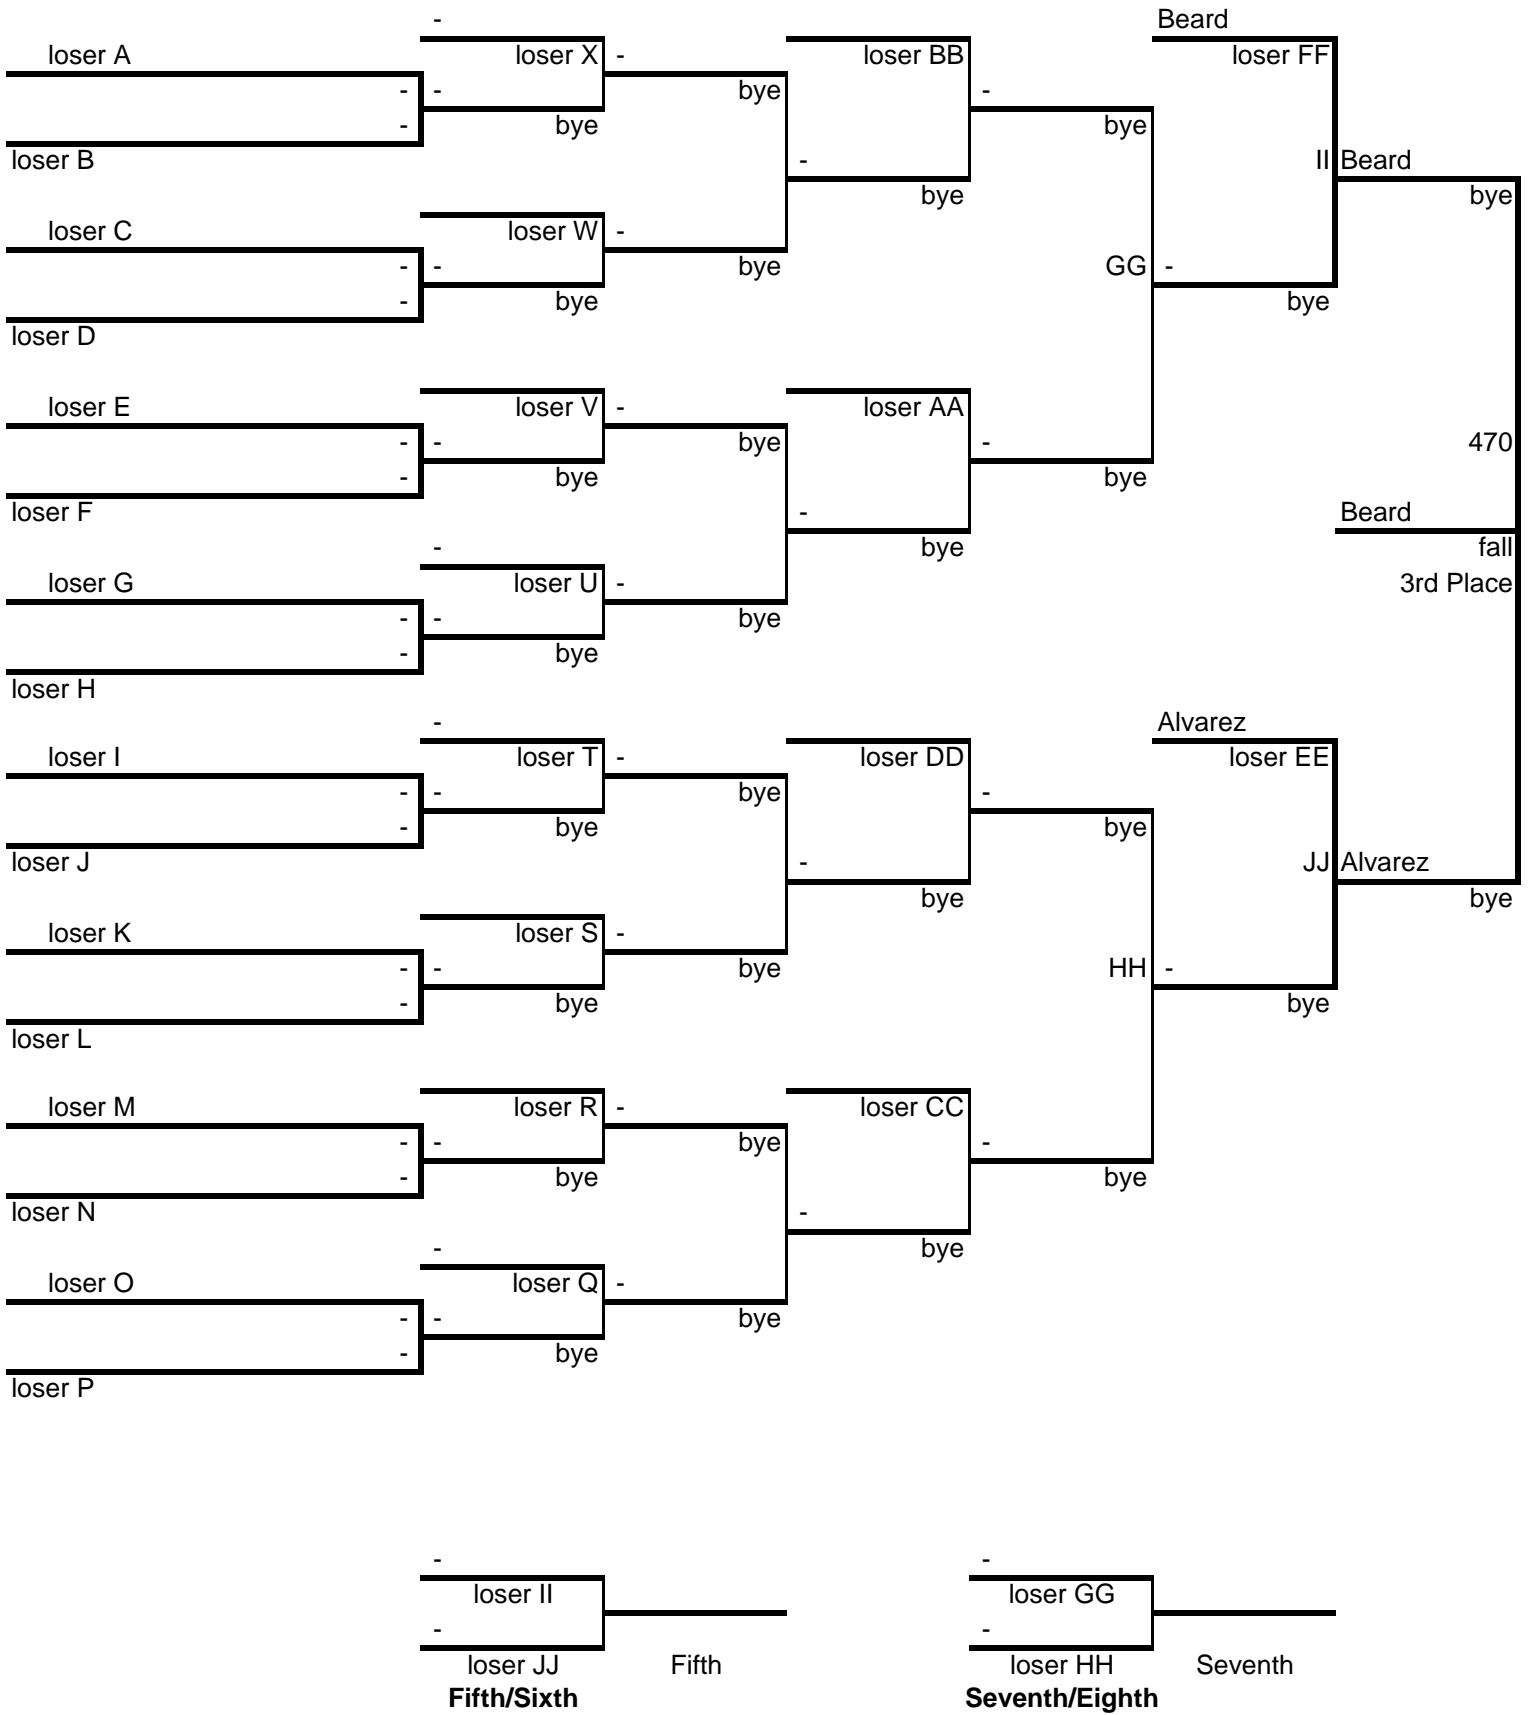 - Beard
loser A loser X - loser BB loser FF
- - bye -
- bye bye
loser B - II Beard
bye bye
loser C loser W -
- - bye GG -
- bye bye
loser D
loser E loser V - loser AA
- - bye - 470
- bye bye
loser F - Beard
- bye fall
loser G loser U - 3rd Place
- - bye
- bye
loser H
- Alvarez
loser I loser T - loser DD loser EE
- - bye -
- bye bye
loser J - JJ Alvarez
bye bye
loser K loser S -
- - bye HH -
- bye bye
loser L
loser M loser R - loser CC
- - bye -
- bye bye
loser N -
- bye
loser O loser Q -
- - bye
- bye
loser P
- -
loser II loser GG
- -
loser JJ Fifth loser HH Seventh
Fifth/Sixth Seventh/Eighth